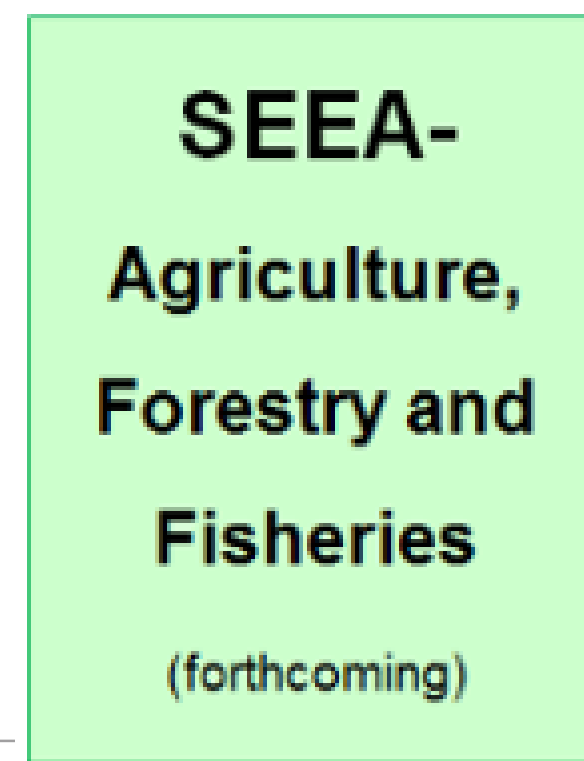 SEEA-
Agriculture,
Forestry and
Fisheries
(forthcoming)